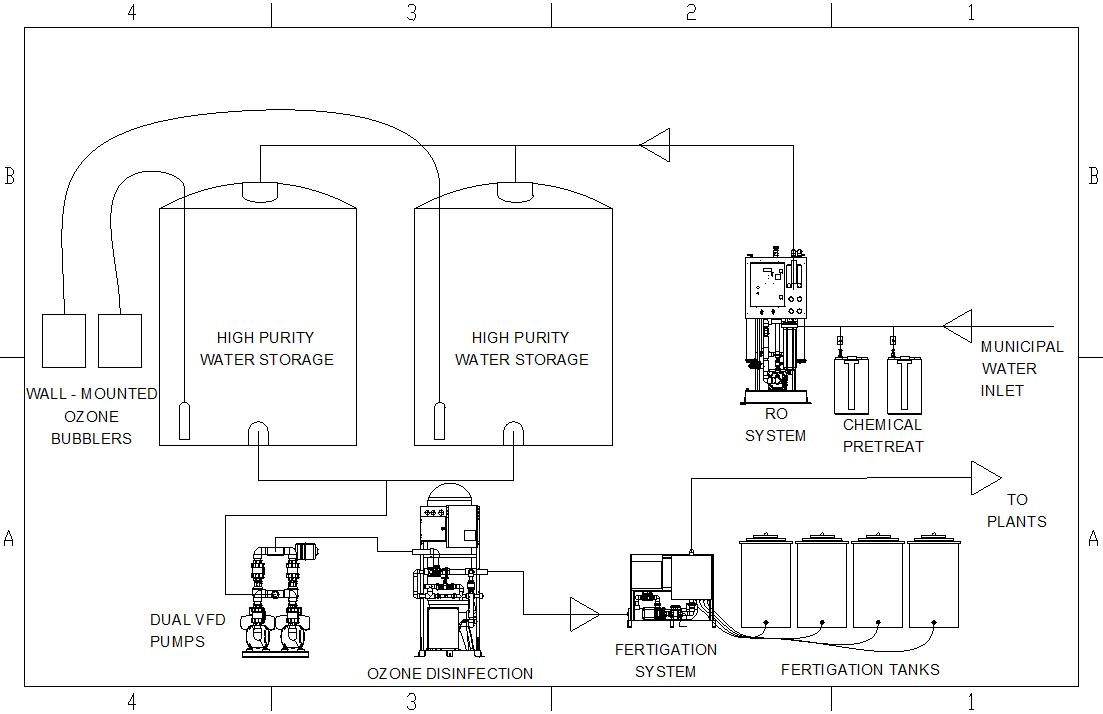 4 3 2 1
B B
HIGH PURITY
WATER STORAGE
HIGH PURITY
WATER STORAGE
MUNICIPAL
WATER
INLET
WALL - MOUNTED
OZONE
BUBBLERS
RO
SYSTEM
CHEMICAL
PRETREAT
TO
PLANTS
A A
DUAL VFD
PUMPS
OZONE DISINFECTION
FERTIGATION
SYSTEM
FERTIGATION TANKS
4 3 2 1